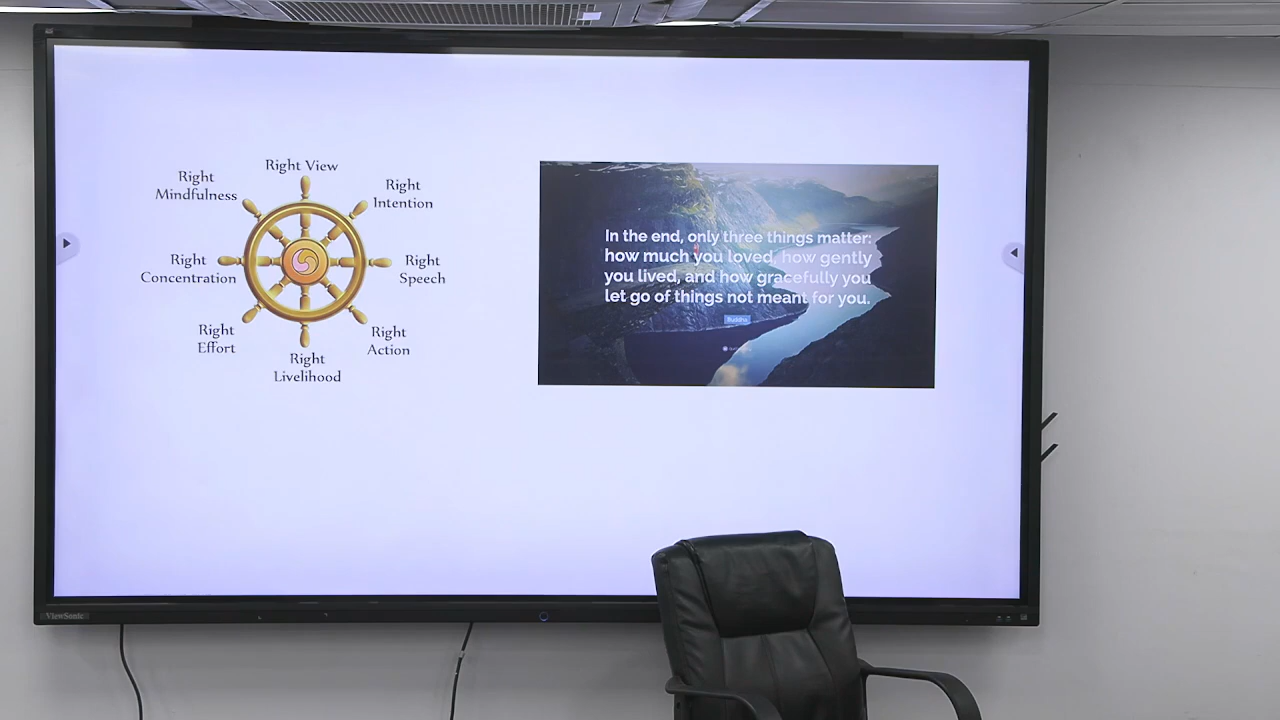 Right View
Right
Mindfulness
Right
Intention
Right
Concentration
Right
Speech
Right
Effort
Right
Action
Right
Livelihood
In the end, only three things matter:
how much you loved, how gently
you lived, and how gracefully you
let go of things not meant for you.
Buddha
ViewSonic